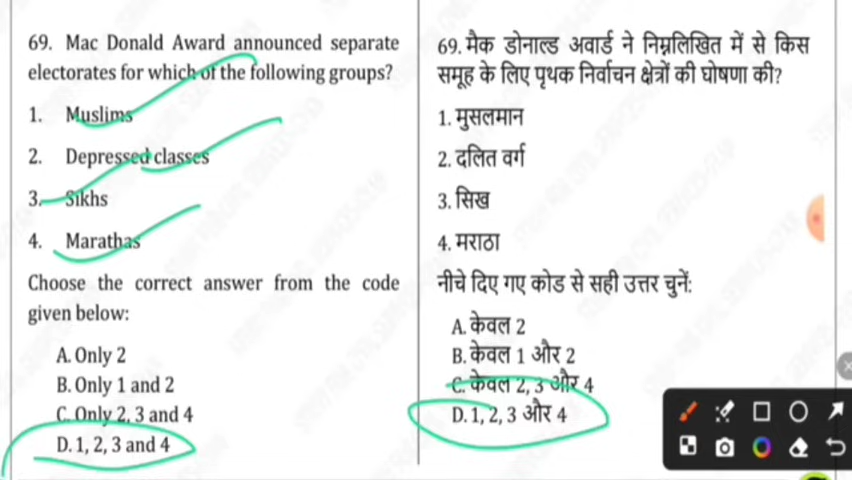 69. Mac Donald Award announced separate
electorates for which of the following groups?
1. Muslims
2. Depressed classes
3. Sikhs
4. Marathas
Choose the correct answer from the code
given below:
A. Only 2
B. Only 1 and 2
C. Only 2, 3 and 4
D. 1, 2, 3 and 4
69. मैक डोनाल्ड अवार्ड ने निम्नलिखित में से किस
समूह के लिए पृथक निर्वाचन क्षेत्रों की घोषणा की?
1. मुसलमान
2. दलित वर्ग
3. सिख
4. मराठा
नीचे दिए गए कोड से सही उत्तर चुनें:
A. केवल 2
B. केवल 1 और 2
C. केवल 2, 3 और 4
D. 1, 2, 3 और 4